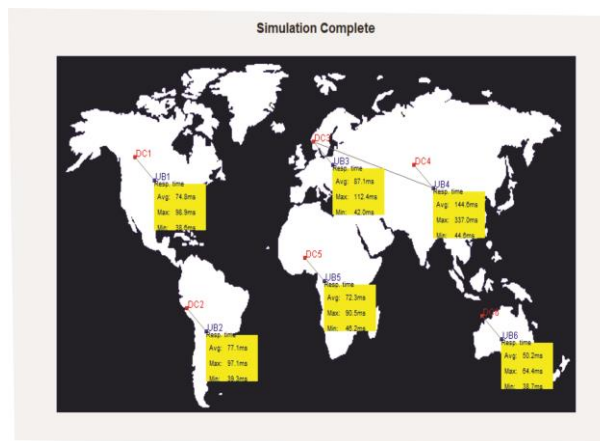 Simulation Complete
DC1
UB1
Resp. time
Avg: 74.8ms
Max: 98.9ms
Min: 38.6ms
DC3
UB3
Resp. time
Avg: 87.1ms
Max: 112.4ms
Min: 42.0ms
DC4
UB4
Resp. time
Avg: 144.6ms
Max: 337.0ms
Min: 44.6ms
DC5
UB5
Resp. time
Avg: 72.3ms
Max: 90.5ms
Min: 46.2ms
DC2
UB2
Resp. time
Avg: 77.1ms
Max: 97.1ms
Min: 39.3ms
UB6
Resp. time
Avg: 50.2ms
Max: 64.4ms
Min: 38.7ms